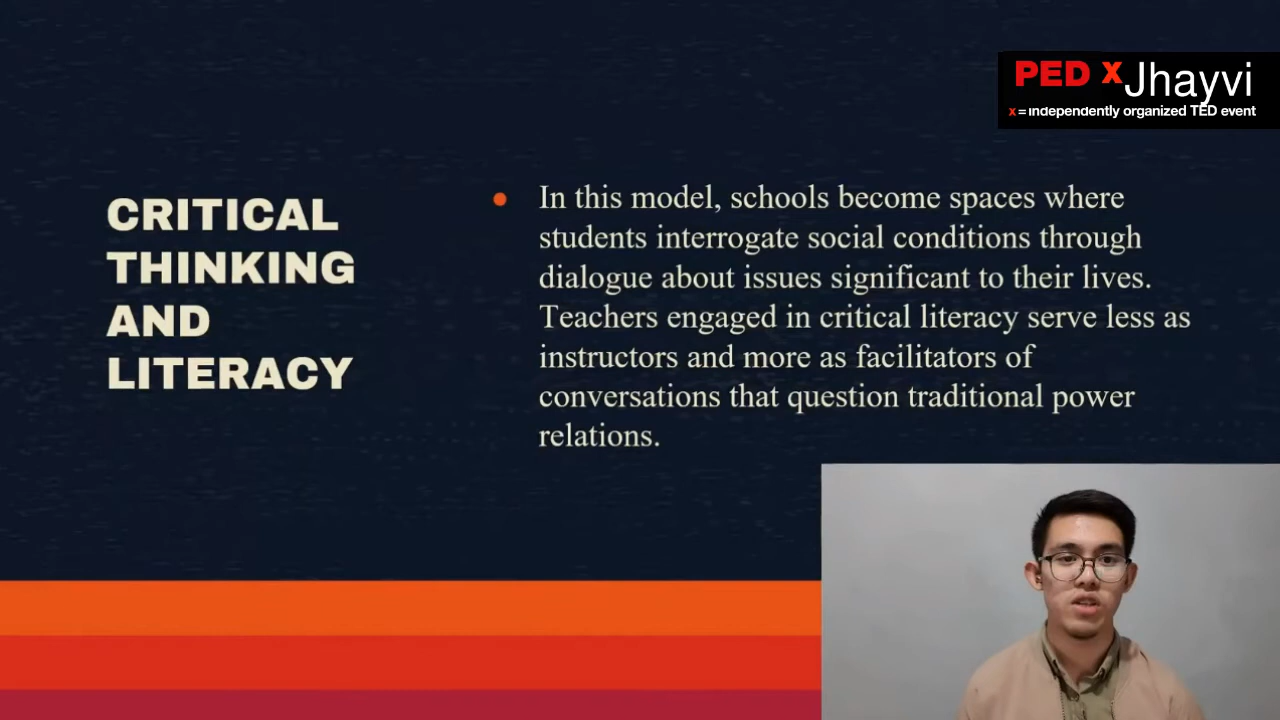 PED x Jhayvi
x = independently organized TED event
CRITICAL
THINKING
AND
LITERACY
In this model, schools become spaces where
students interrogate social conditions through
dialogue about issues significant to their lives.
Teachers engaged in critical literacy serve less as
instructors and more as facilitators of
conversations that question traditional power
relations.